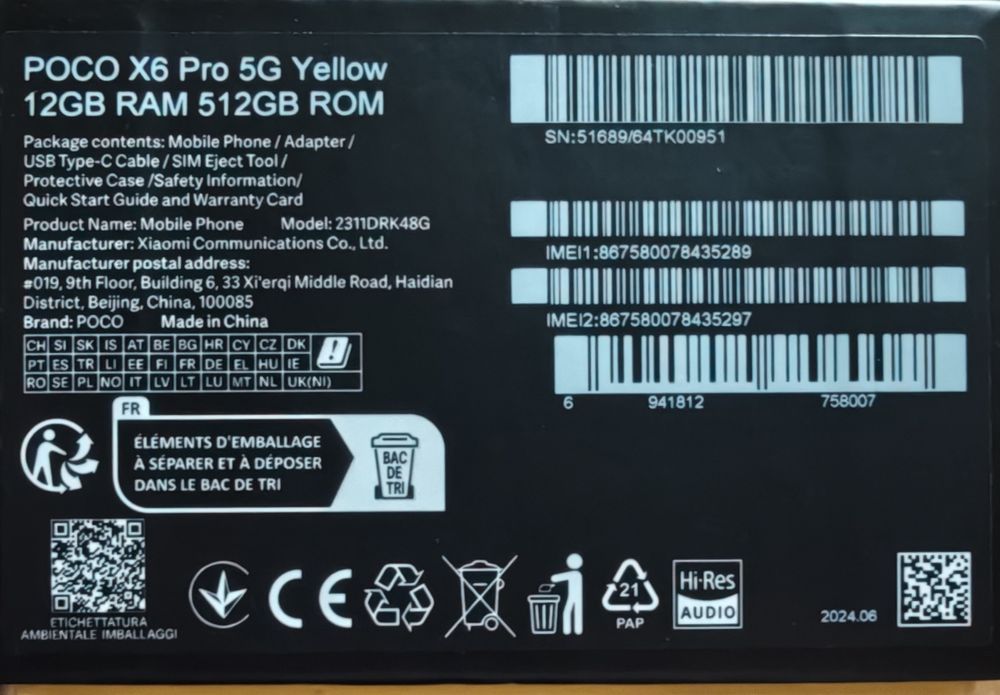 POCO X6 Pro 5G Yellow
12GB RAM 512GB ROM
Package contents: Mobile Phone / Adapter /
USB Type-C Cable / SIM Eject Tool /
Protective Case /Safety Information/
Quick Start Guide and Warranty Card
Product Name: Mobile Phone Model: 2311DRK48G
Manufacturer: Xiaomi Communications Co., Ltd.
Manufacturer postal address:
#019, 9th Floor, Building 6, 33 Xi'erqi Middle Road, Haidian
District, Beijing, China, 100085
Brand: POCO Made in China
CH SI SK IS AT BE BG HR CY CZ DK
PT ES TR LI EE FI FR DE EL HU IE
RO SE PL NO IT LV LT LU MT NL UK(NI)
SN:51689/64TK00951
IMEI1:867580078435289
IMEI2:867580078435297
6 941812 758007
FR
ÉLÉMENTS D'EMBALLAGE
À SÉPARER ET À DÉPOSER
DANS LE BAC DE TRI
BAC
DE
TRI
ETICHETTATURA
AMBIENTALE IMBALLAGGI
CE
21
PAP
Hi-Res
AUDIO
2024.06